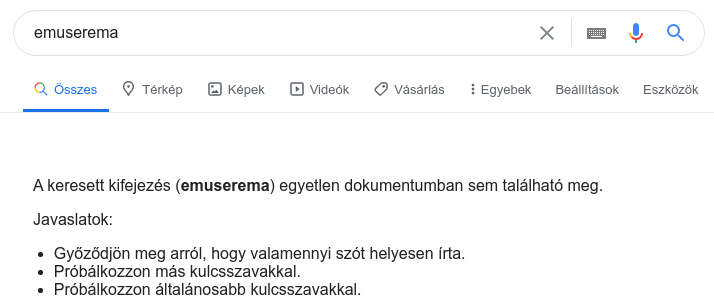 emuserema
Összes Térkép Képek Videók Vásárlás Egyebek Beállítások Eszközök
A keresett kifejezés (emuserema) egyetlen dokumentumban sem található meg.
Javaslatok:
Győződjön meg arról, hogy valamennyi szót helyesen írta.
Próbálkozzon más kulcsszavakkal.
Próbálkozzon általánosabb kulcsszavakkal.